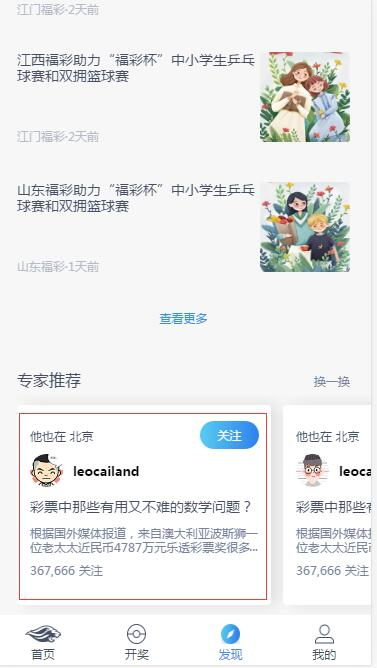 江门福彩·2天前
江西福彩助力“福彩杯”中小学生乒乓
球赛和双拥篮球赛
江门福彩·2天前
山东福彩助力“福彩杯”中小学生乒乓
球赛和双拥篮球赛
山东福彩·1天前
查看更多
专家推荐
换一换
他也在 北京
关注
leocailand
彩票中那些有用又不难的数学问题？
根据国外媒体报道，来自澳大利亚波斯狮一
位老太太近民币4787万元乐透彩票奖很多...
367,666 关注
他也在 北
leocaila
彩票中那些有
根据国外媒体
位老太太近民
367,666 关
首页
开奖
发现
我的